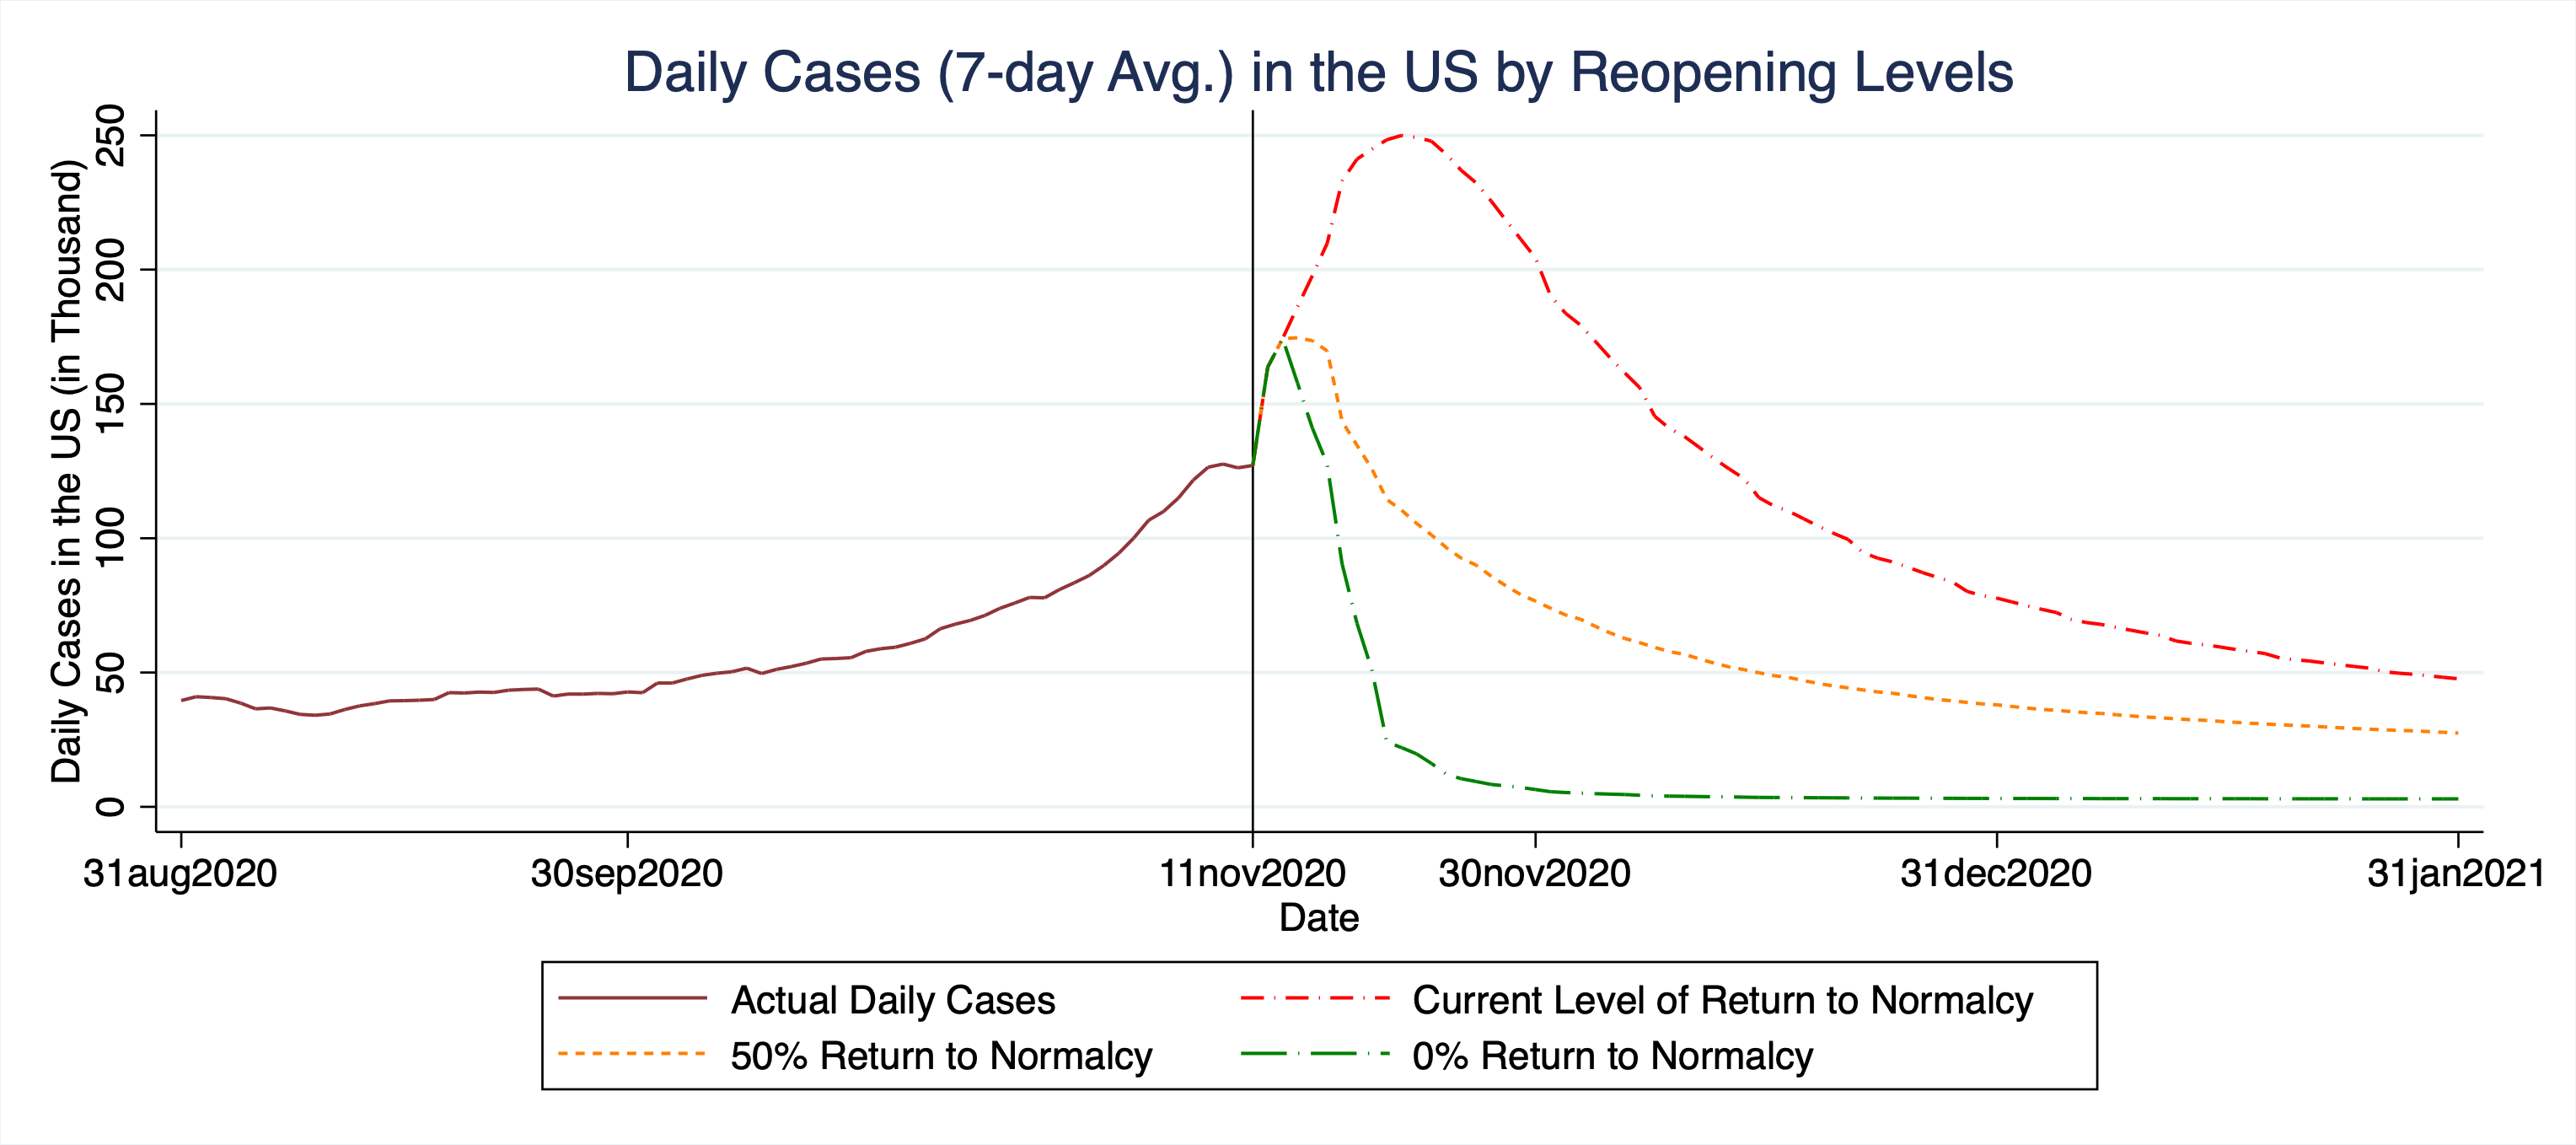 Daily Cases (7-day Avg.) in the US by Reopening Levels
Daily Cases in the US (in Thousand)
250
200
150
100
50
0
31aug2020
30sep2020
11nov2020
30nov2020
31dec2020
31jan2021
Date
Actual Daily Cases
Current Level of Return to Normalcy
50% Return to Normalcy
0% Return to Normalcy